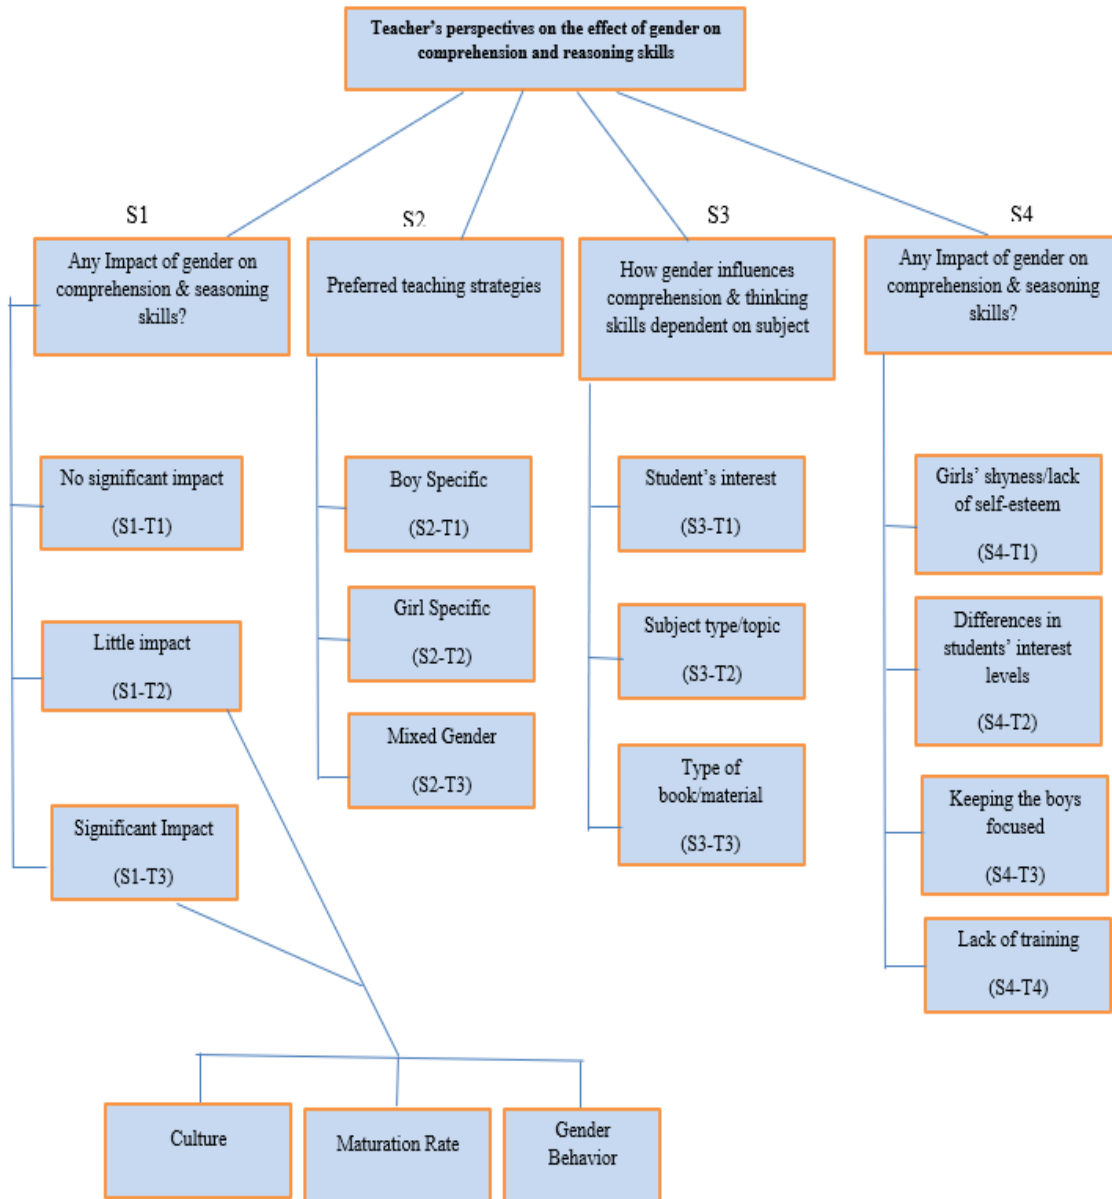 Teacher's perspectives on the effect of gender on
comprehension and reasoning skills
S1
Any Impact of gender on
comprehension & seasoning
skills?
No significant impact
(S1-T1)
Little impact
(S1-T2)
Significant Impact
(S1-T3)
Culture
Maturation Rate
Gender
Behavior
S2
Preferred teaching strategies
Boy Specific
(S2-T1)
Girl Specific
(S2-T2)
Mixed Gender
(S2-T3)
S3
How gender influences
comprehension & thinking
skills dependent on subject
Student's interest
(S3-T1)
Subject type/topic
(S3-T2)
Type of
book/material
(S3-T3)
S4
Any Impact of gender on
comprehension & seasoning
skills?
Girls' shyness/lack
of self-esteem
(S4-T1)
Differences in
students' interest
levels
(S4-T2)
Keeping the boys
focused
(S4-T3)
Lack of training
(S4-T4)